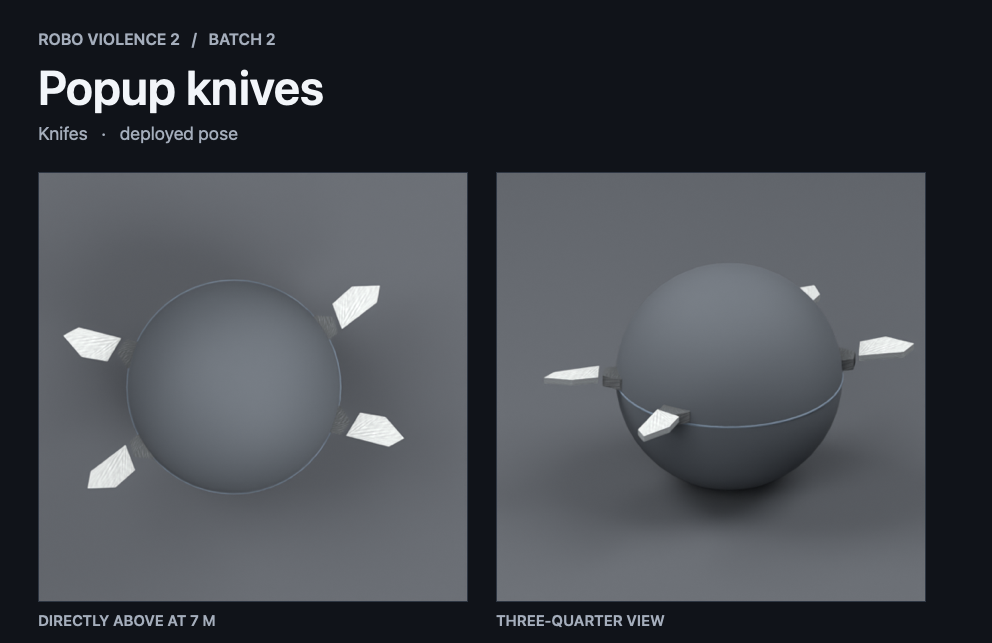 ROBO VIOLENCE 2 / BATCH 2
Popup knives
Knifes · deployed pose
DIRECTLY ABOVE AT 7 M
THREE-QUARTER VIEW